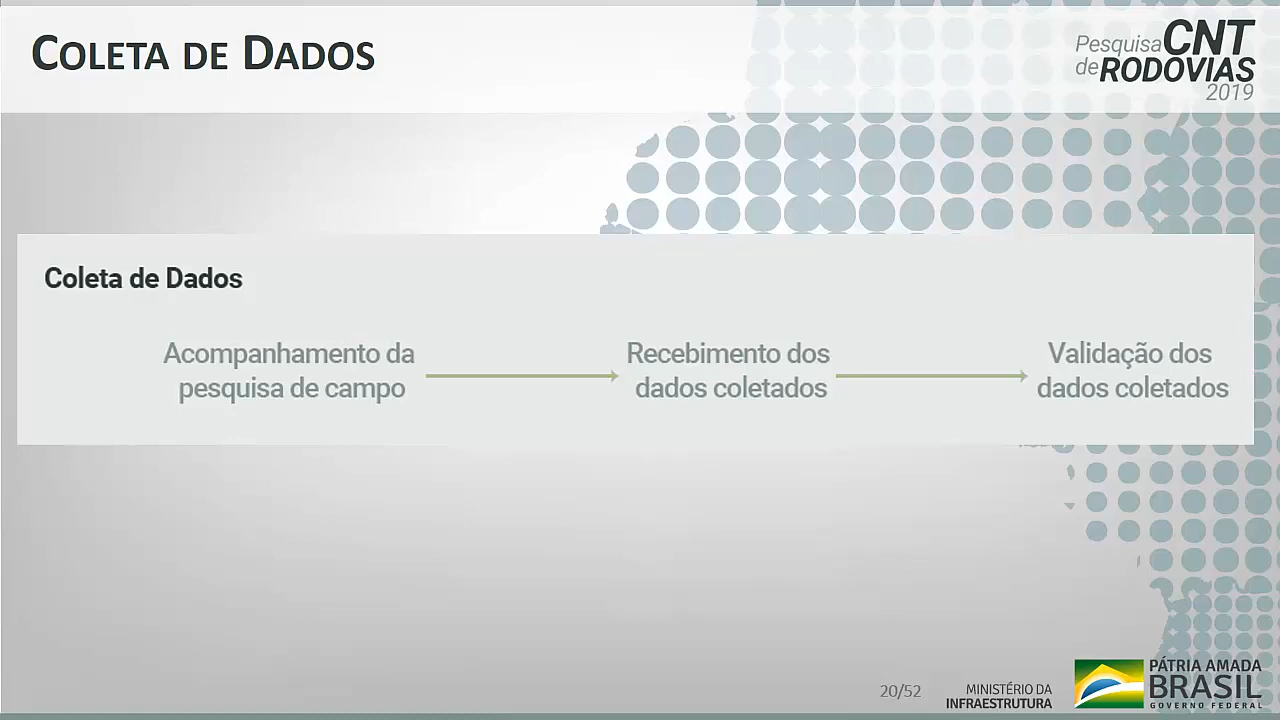 COLETA DE DADOS
Pesquisa CNT
de RODOVIAS
2019
Coleta de Dados
Acompanhamento da
pesquisa de campo
Recebimento dos
dados coletados
Validação dos
dados coletados
20/52
MINISTÉRIO DA
INFRAESTRUTURA
PÁTRIA AMADA
BRASIL
GOVERNO FEDERAL